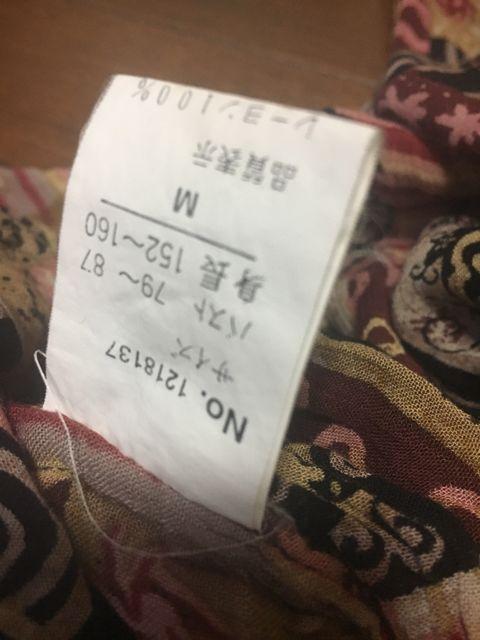 No. 1218137
サイズ
バスト 79～ 87
身長 152～160
M
品質表示
レーヨン100%